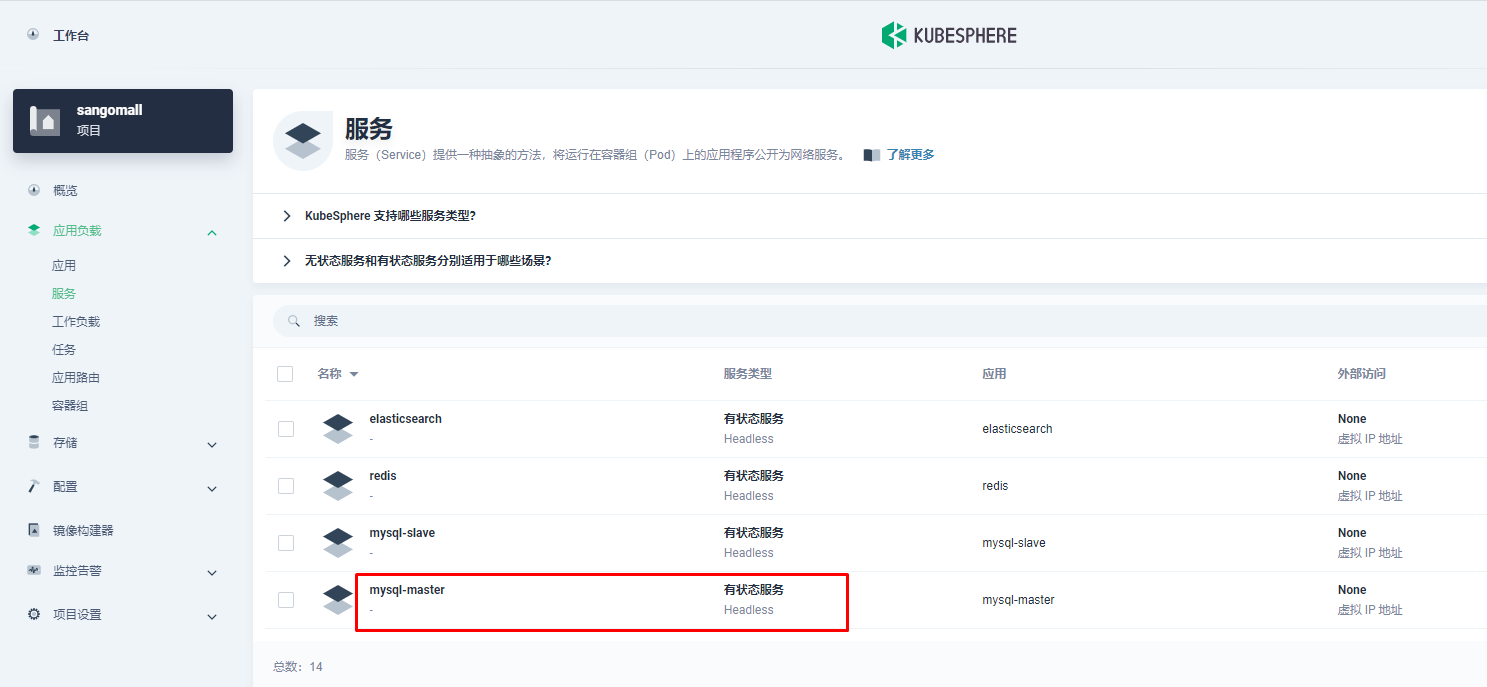 工作台
KUBESPHERE
sangomall
项目
概览
应用负载
应用
服务
工作负载
任务
应用路由
容器组
存储
配置
镜像构建器
监控告警
项目设置
服务
服务（Service）提供一种抽象的方法，将运行在容器组（Pod）上的应用程序公开为网络服务。 了解更多
KubeSphere 支持哪些服务类型?
无状态服务和有状态服务分别适用于哪些场景?
搜索
名称 服务类型 应用 外部访问
elasticsearch 有状态服务 elasticsearch None
- Headless 虚拟 IP 地址
redis 有状态服务 redis None
- Headless 虚拟 IP 地址
mysql-slave 有状态服务 mysql-slave None
- Headless 虚拟 IP 地址
mysql-master 有状态服务 mysql-master None
- Headless 虚拟 IP 地址
总数：14